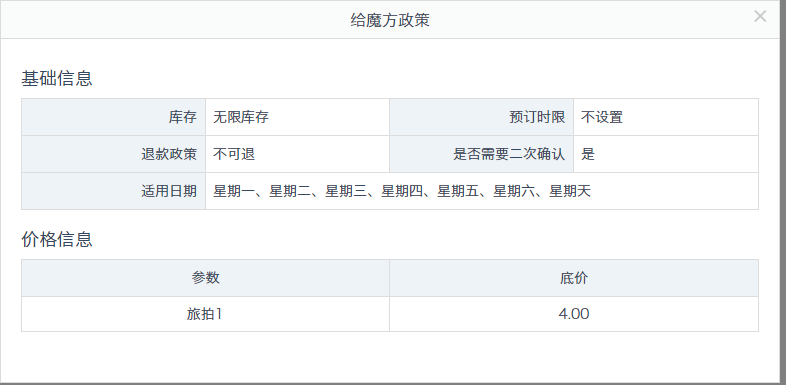 给魔方政策
基础信息
库存 无限库存 预订时限 不设置
退款政策 不可退 是否需要二次确认 是
适用日期 星期一、星期二、星期三、星期四、星期五、星期六、星期天
价格信息
参数 底价
旅拍1 4.00